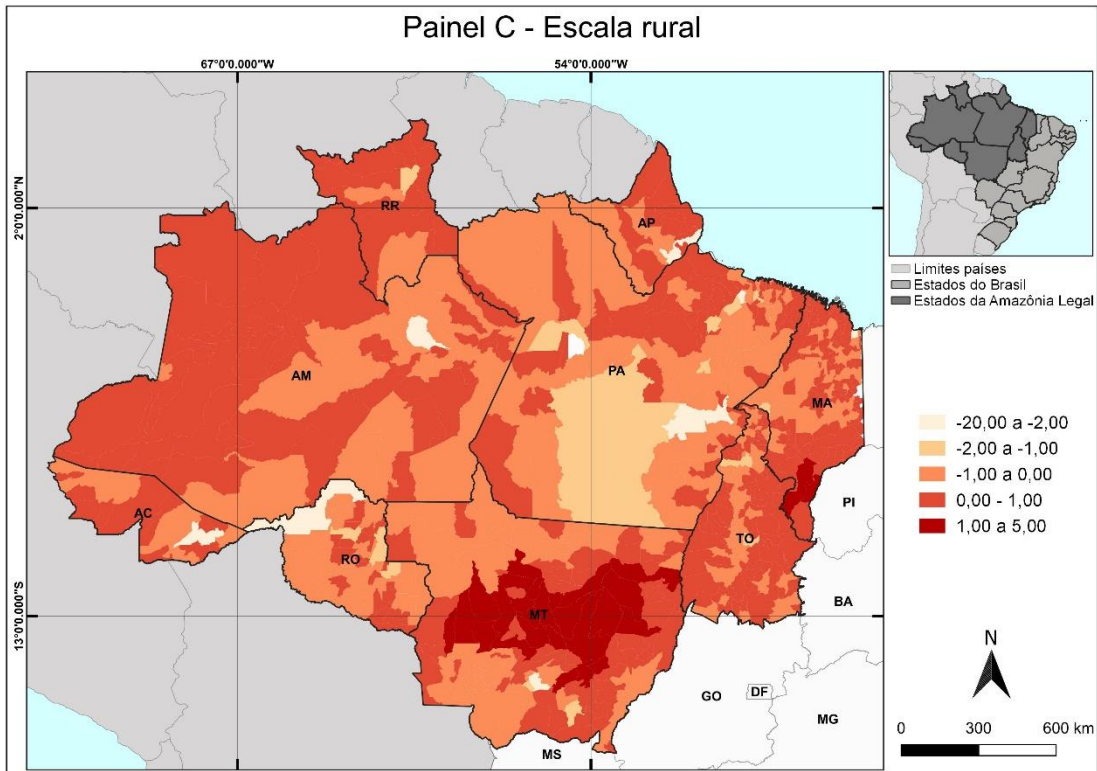 Painel C - Escala rural
67°0'0.000"W
54°0'0.000"W
2°0'0.000"N
13°0'0.000"S
RR
AP
AM
PA
MA
AC
RO
TO
MT
PI
BA
GO
DF
MG
MS
Limites países
Estados do Brasil
Estados da Amazônia Legal
-20,00 a -2,00
-2,00 a -1,00
-1,00 a 0,00
0,00 - 1,00
1,00 a 5,00
N
0 300 600 km